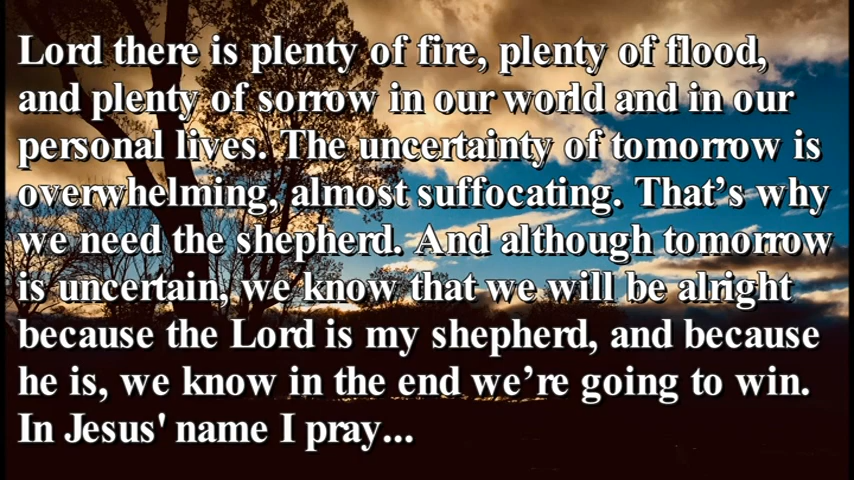 Lord there is plenty of fire, plenty of flood,
and plenty of sorrow in our world and in our
personal lives. The uncertainty of tomorrow is
overwhelming, almost suffocating. That’s why
we need the shepherd. And although tomorrow
is uncertain, we know that we will be alright
because the Lord is my shepherd, and because
he is, we know in the end we’re going to win.
In Jesus' name I pray...